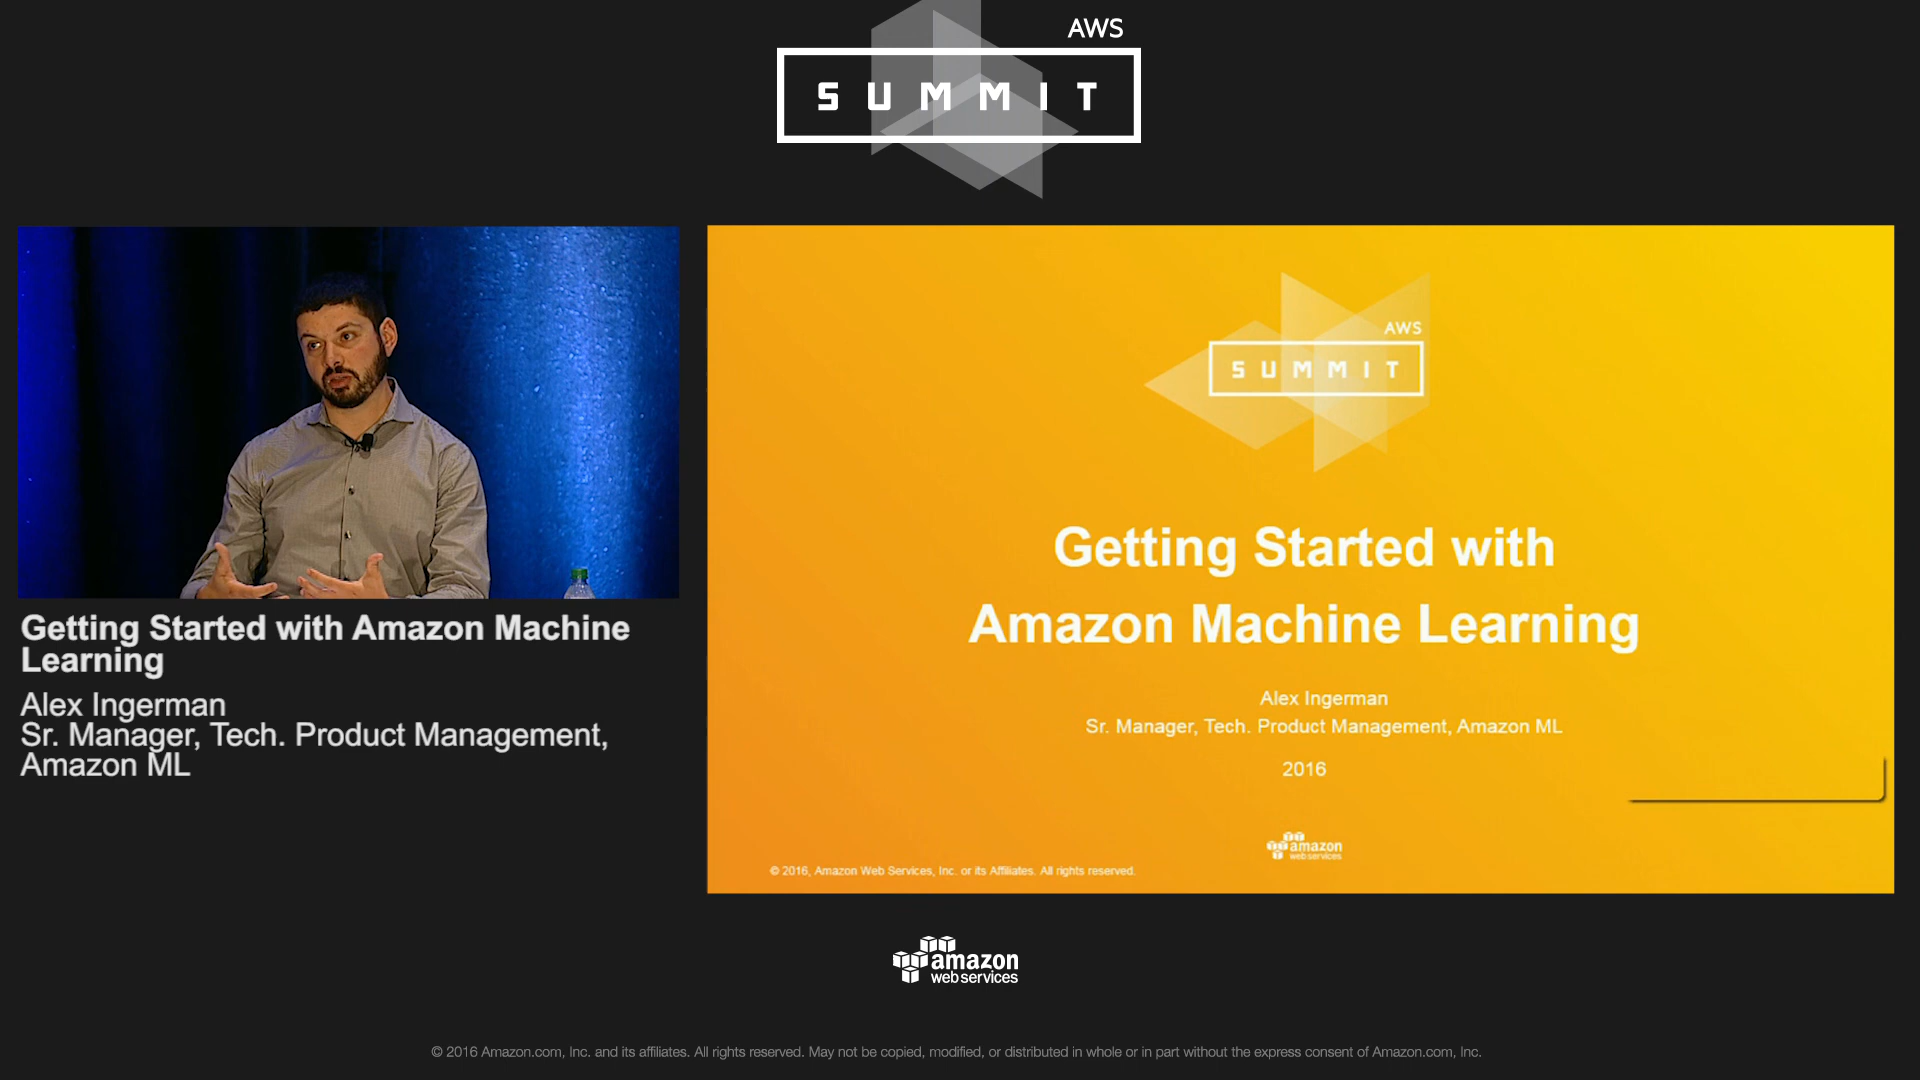 AWS
SUMMIT
Getting Started with Amazon Machine
Learning
Alex Ingerman
Sr. Manager, Tech. Product Management,
Amazon ML
AWS
SUMMIT
Getting Started with
Amazon Machine Learning
Alex Ingerman
Sr. Manager, Tech. Product Management, Amazon ML
2016
amazon
web services
© 2016, Amazon Web Services, Inc. or its Affiliates. All rights reserved.
amazon
web services
© 2016 Amazon.com, Inc. and its affiliates. All rights reserved. May not be copied, modified, or distributed in whole or in part without the express consent of Amazon.com, Inc.